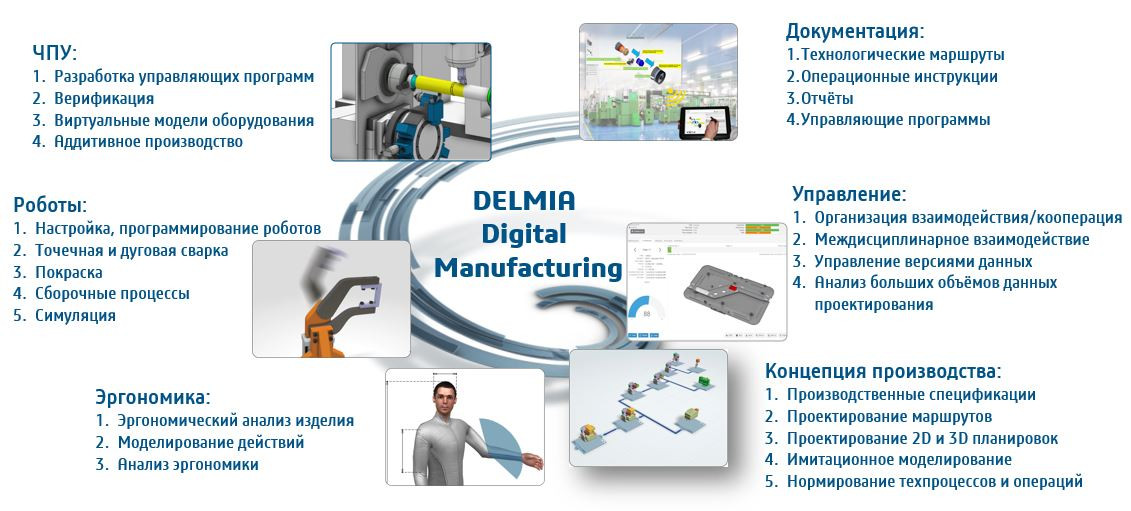 ЧПУ:
1. Разработка управляющих программ
2. Верификация
3. Виртуальные модели оборудования
4. Аддитивное производство
Документация:
1.Технологические маршруты
2.Операционные инструкции
3.Отчёты
4.Управляющие программы
Роботы:
1. Настройка, программирование роботов
2. Точечная и дуговая сварка
3. Покраска
4. Сборочные процессы
5. Симуляция
DELMIA
Digital
Manufacturing
Управление:
1. Организация взаимодействия/кооперация
2. Междисциплинарное взаимодействие
3. Управление версиями данных
4. Анализ больших объёмов данных
проектирования
88
Эргономика:
1. Эргономический анализ изделия
2. Моделирование действий
3. Анализ эргономики
Концепция производства:
1. Производственные спецификации
2. Проектирование маршрутов
3. Проектирование 2D и 3D планировок
4. Имитационное моделирование
5. Нормирование техпроцессов и операций